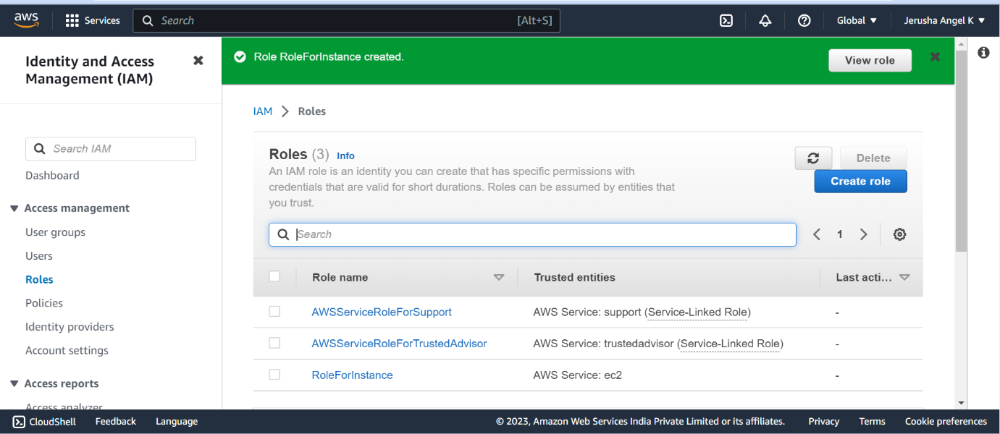 aws
Services
Search [Alt+S]
Global
Jerusha Angel K
Identity and Access
Management (IAM)
Search IAM
Dashboard
Access management
User groups
Users
Roles
Policies
Identity providers
Account settings
Access reports
Access analyzer
Role RoleForInstance created.
View role
IAM > Roles
Roles (3) Info
An IAM role is an identity you can create that has specific permissions with
credentials that are valid for short durations. Roles can be assumed by entities that
you trust.
Delete
Create role
Search
1
Role name Trusted entities Last acti...
AWSServiceRoleForSupport AWS Service: support (Service-Linked Role) -
AWSServiceRoleForTrustedAdvisor AWS Service: trustedadvisor (Service-Linked Role) -
RoleForInstance AWS Service: ec2 -
CloudShell Feedback Language © 2023, Amazon Web Services India Private Limited or its affiliates. Privacy Terms Cookie preferences